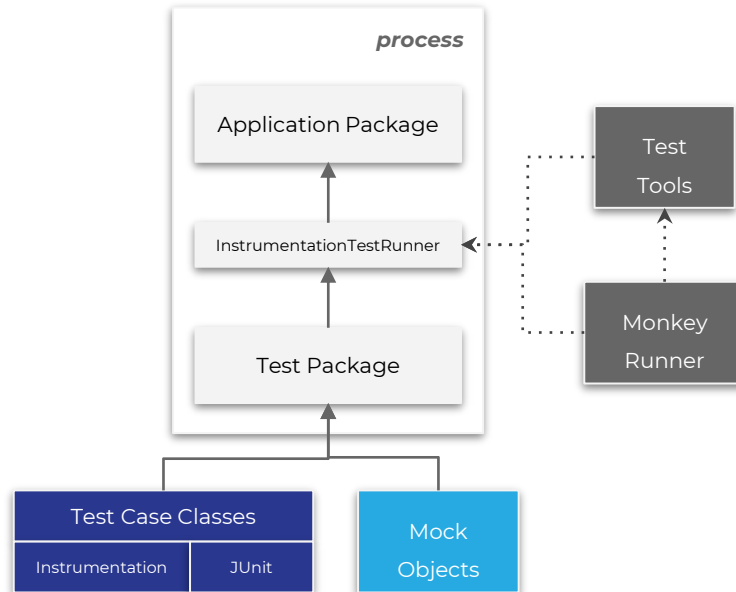 process
Application Package
Test
Tools
InstrumentationTestRunner
Monkey
Runner
Test Package
Test Case Classes
Instrumentation
JUnit
Mock
Objects